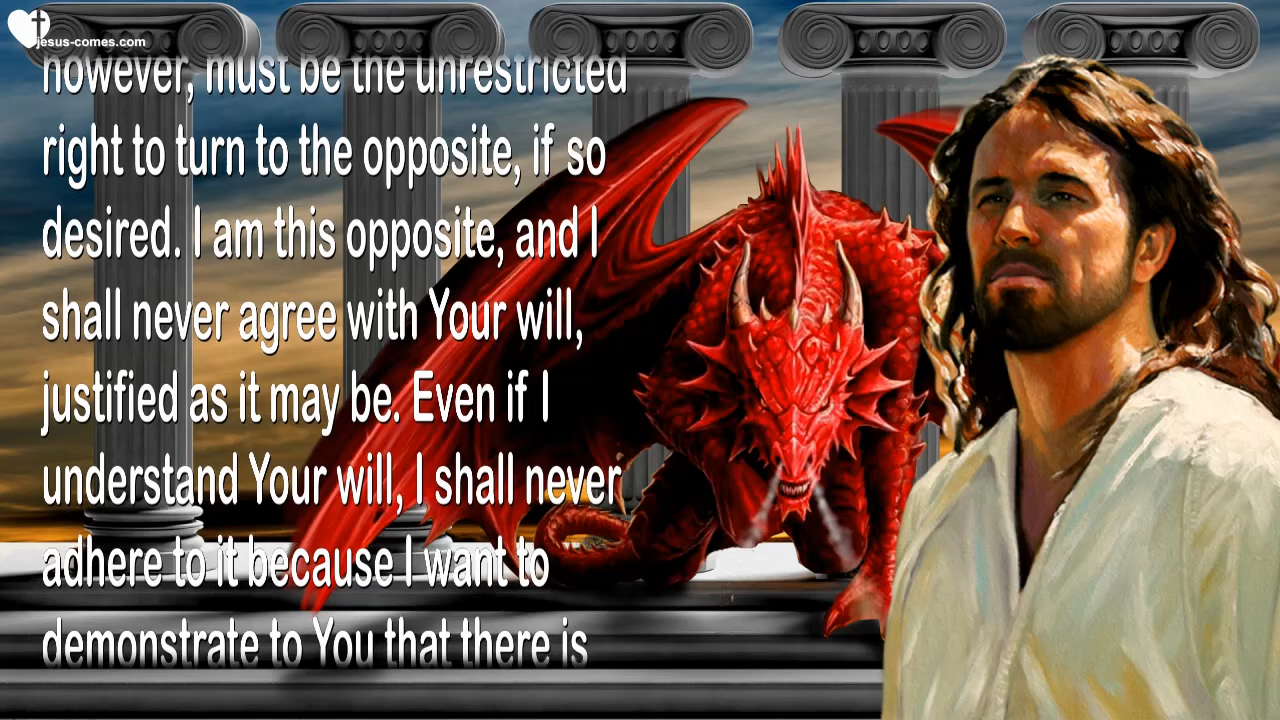 jesus-comes.com
however, must be the unrestricted
right to turn to the opposite, if so
desired. I am this opposite, and I
shall never agree with Your will,
justified as it may be. Even if I
understand Your will, I shall never
adhere to it because I want to
demonstrate to You that there is